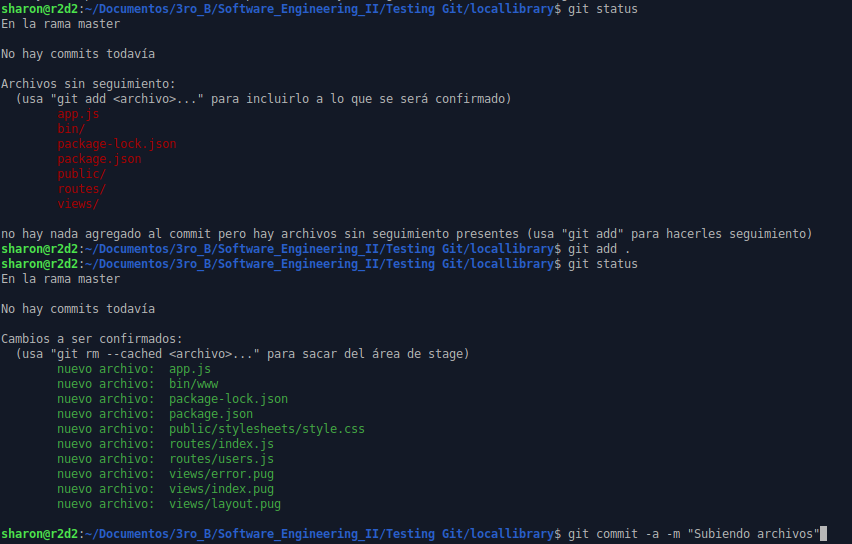 sharon@r2d2:~/Documentos/3ro_B/Software_Engineering_II/Testing Git/locallibrary$ git status
En la rama master
No hay commits todavía
Archivos sin seguimiento:
(usa "git add <archivo>..." para incluirlo a lo que se será confirmado)
app.js
bin/
package-lock.json
package.json
public/
routes/
views/
no hay nada agregado al commit pero hay archivos sin seguimiento presentes (usa "git add" para hacerles seguimiento)
sharon@r2d2:~/Documentos/3ro_B/Software_Engineering_II/Testing Git/locallibrary$ git add .
sharon@r2d2:~/Documentos/3ro_B/Software_Engineering_II/Testing Git/locallibrary$ git status
En la rama master
No hay commits todavía
Cambios a ser confirmados:
(usa "git rm --cached <archivo>..." para sacar del área de stage)
nuevo archivo:  app.js
nuevo archivo:  bin/www
nuevo archivo:  package-lock.json
nuevo archivo:  package.json
nuevo archivo:  public/stylesheets/style.css
nuevo archivo:  routes/index.js
nuevo archivo:  routes/users.js
nuevo archivo:  views/error.pug
nuevo archivo:  views/index.pug
nuevo archivo:  views/layout.pug
sharon@r2d2:~/Documentos/3ro_B/Software_Engineering_II/Testing Git/locallibrary$ git commit -a -m "Subiendo archivos"